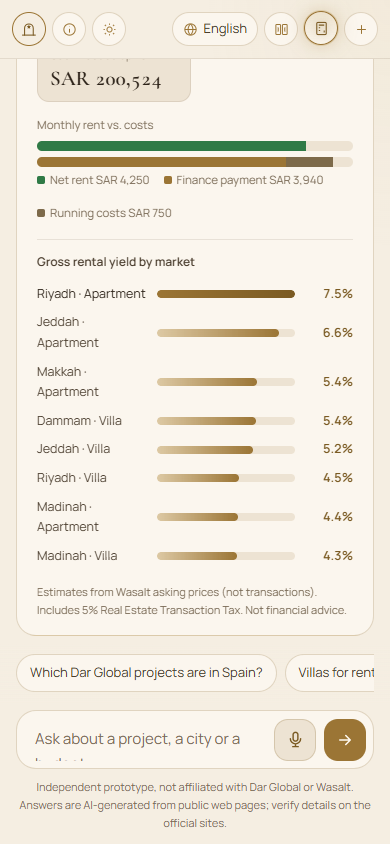 English
SAR 200,524
Monthly rent vs. costs
Net rent SAR 4,250 Finance payment SAR 3,940
Running costs SAR 750
Gross rental yield by market
Riyadh · Apartment 7.5%
Jeddah ·
Apartment 6.6%
Makkah ·
Apartment 5.4%
Dammam · Villa 5.4%
Jeddah · Villa 5.2%
Riyadh · Villa 4.5%
Madinah ·
Apartment 4.4%
Madinah · Villa 4.3%
Estimates from Wasalt asking prices (not transactions).
Includes 5% Real Estate Transaction Tax. Not financial advice.
Which Dar Global projects are in Spain? Villas for rent
Ask about a project, a city or a
Independent prototype, not affiliated with Dar Global or Wasalt.
Answers are AI-generated from public web pages; verify details on the
official sites.